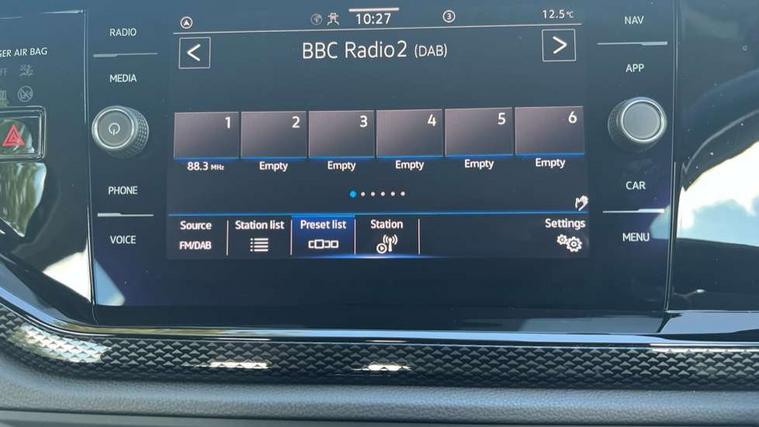 RADIO
MEDIA
PHONE
VOICE
GER AIR BAG
10:27
3
12.5°C
BBC Radio2 (DAB)
1 2 3 4 5 6
88.3 MHz Empty Empty Empty Empty Empty
Source Station list Preset list Station Settings
FM/DAB
NAV
APP
CAR
MENU